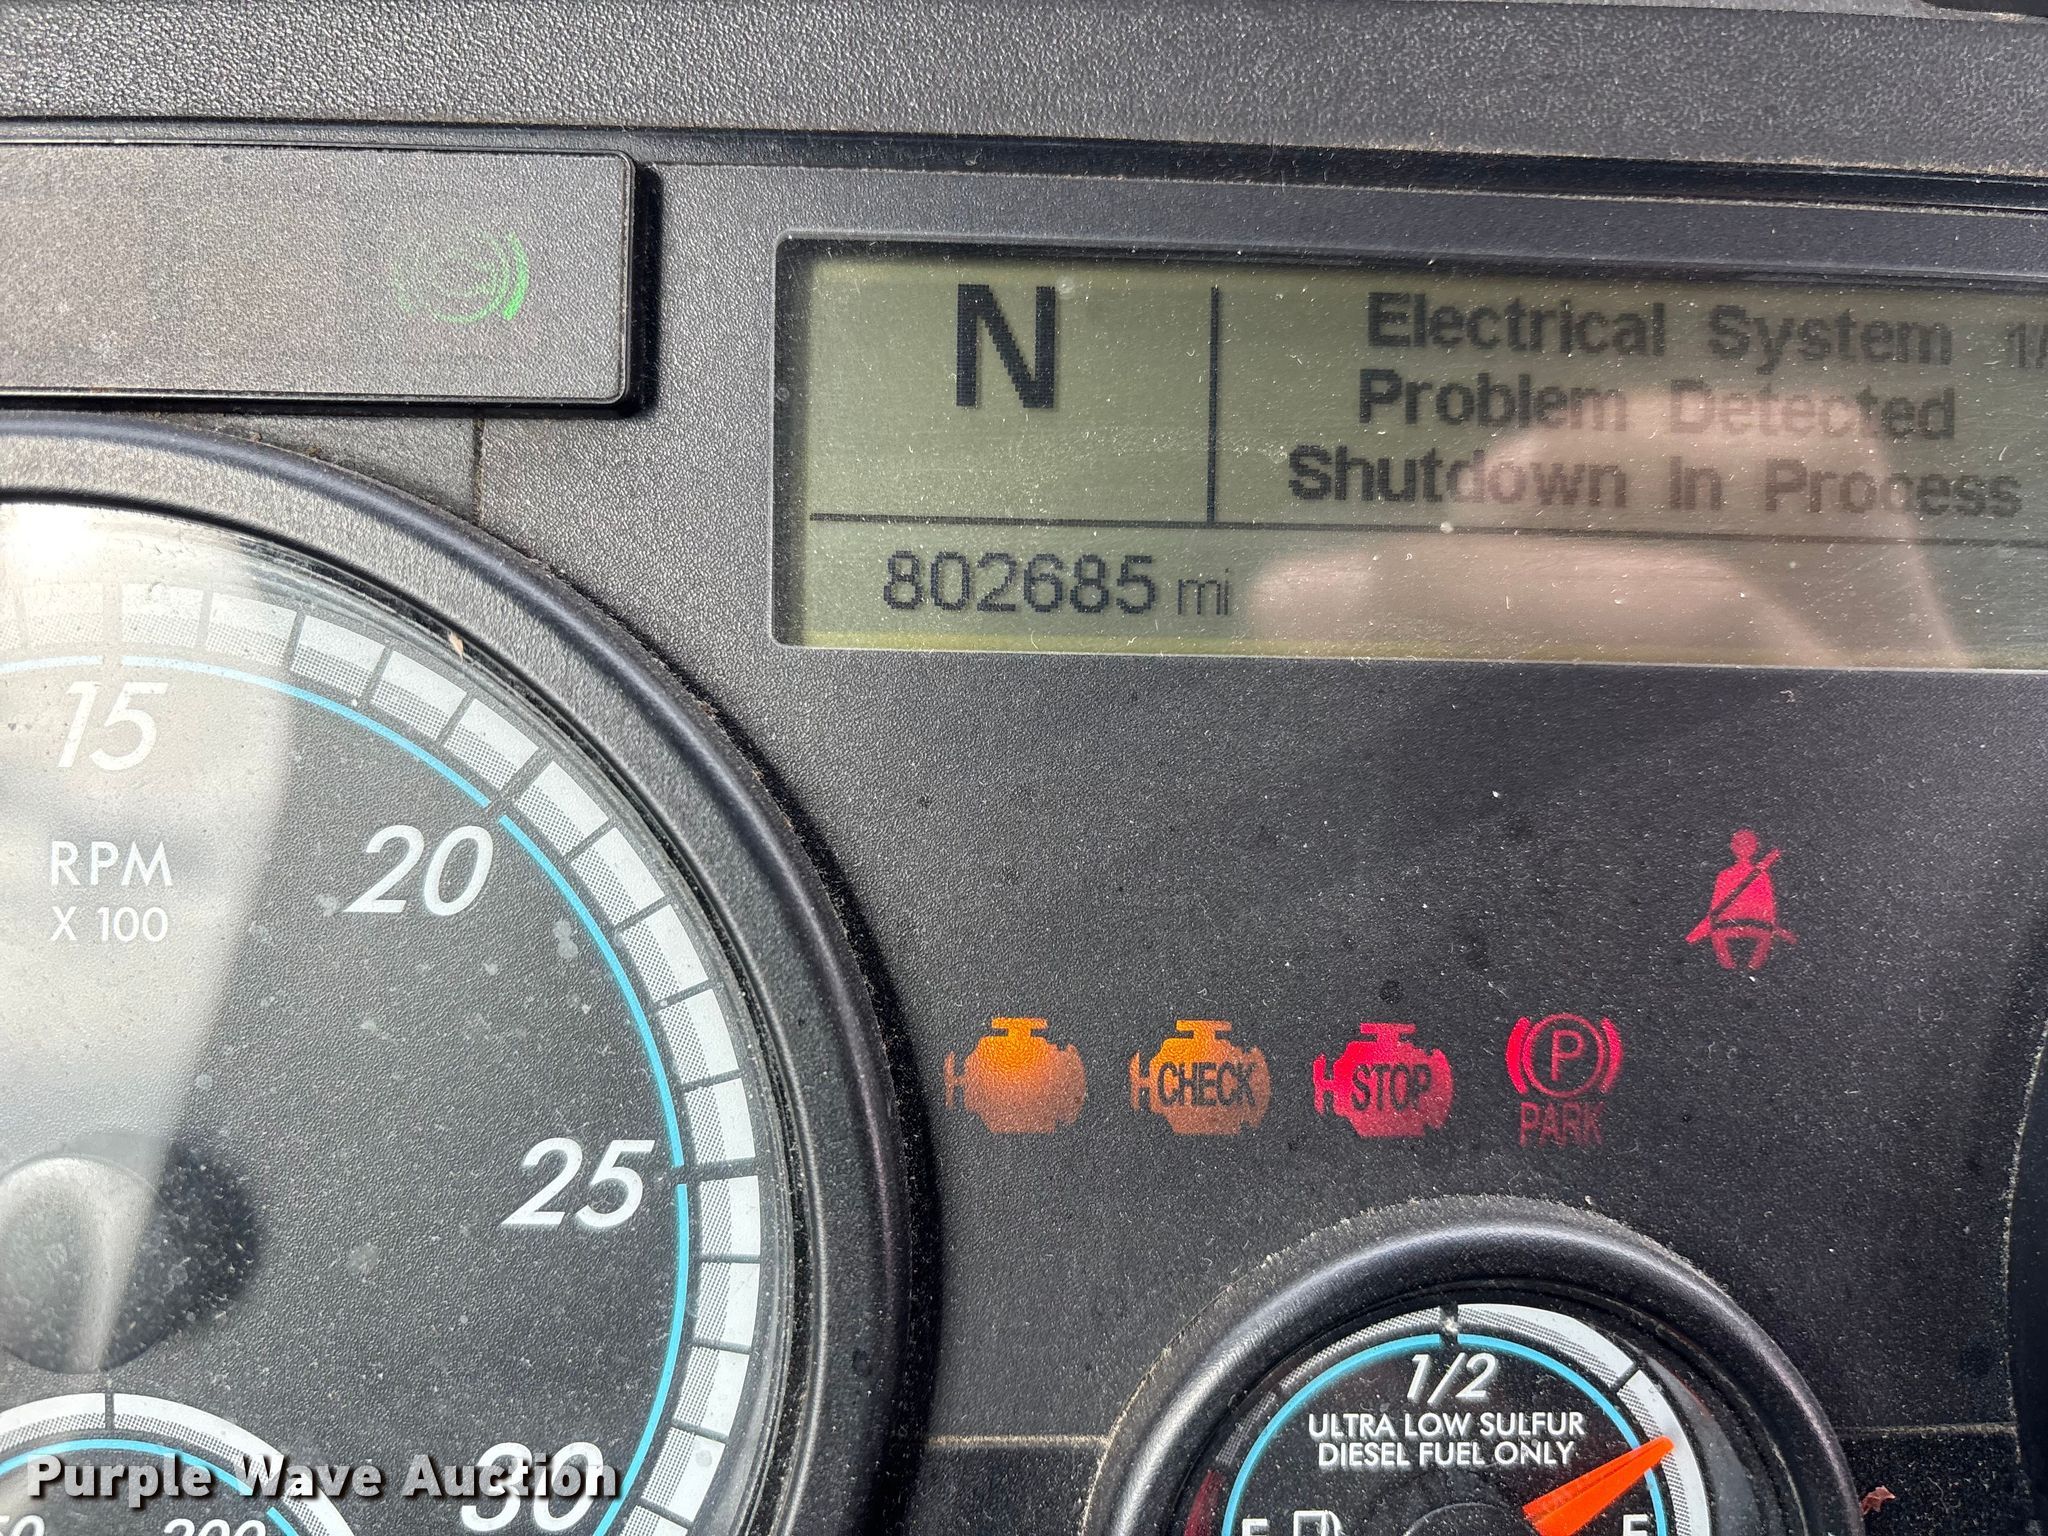 N
Electrical System
Problem Detected
Shutdown In Process
802685 mi
15
20
RPM
X 100
CHECK
STOP
P
PARK
25
30
1/2
ULTRA LOW SULFUR
DIESEL FUEL ONLY
E
F
200
Purple Wave Auction